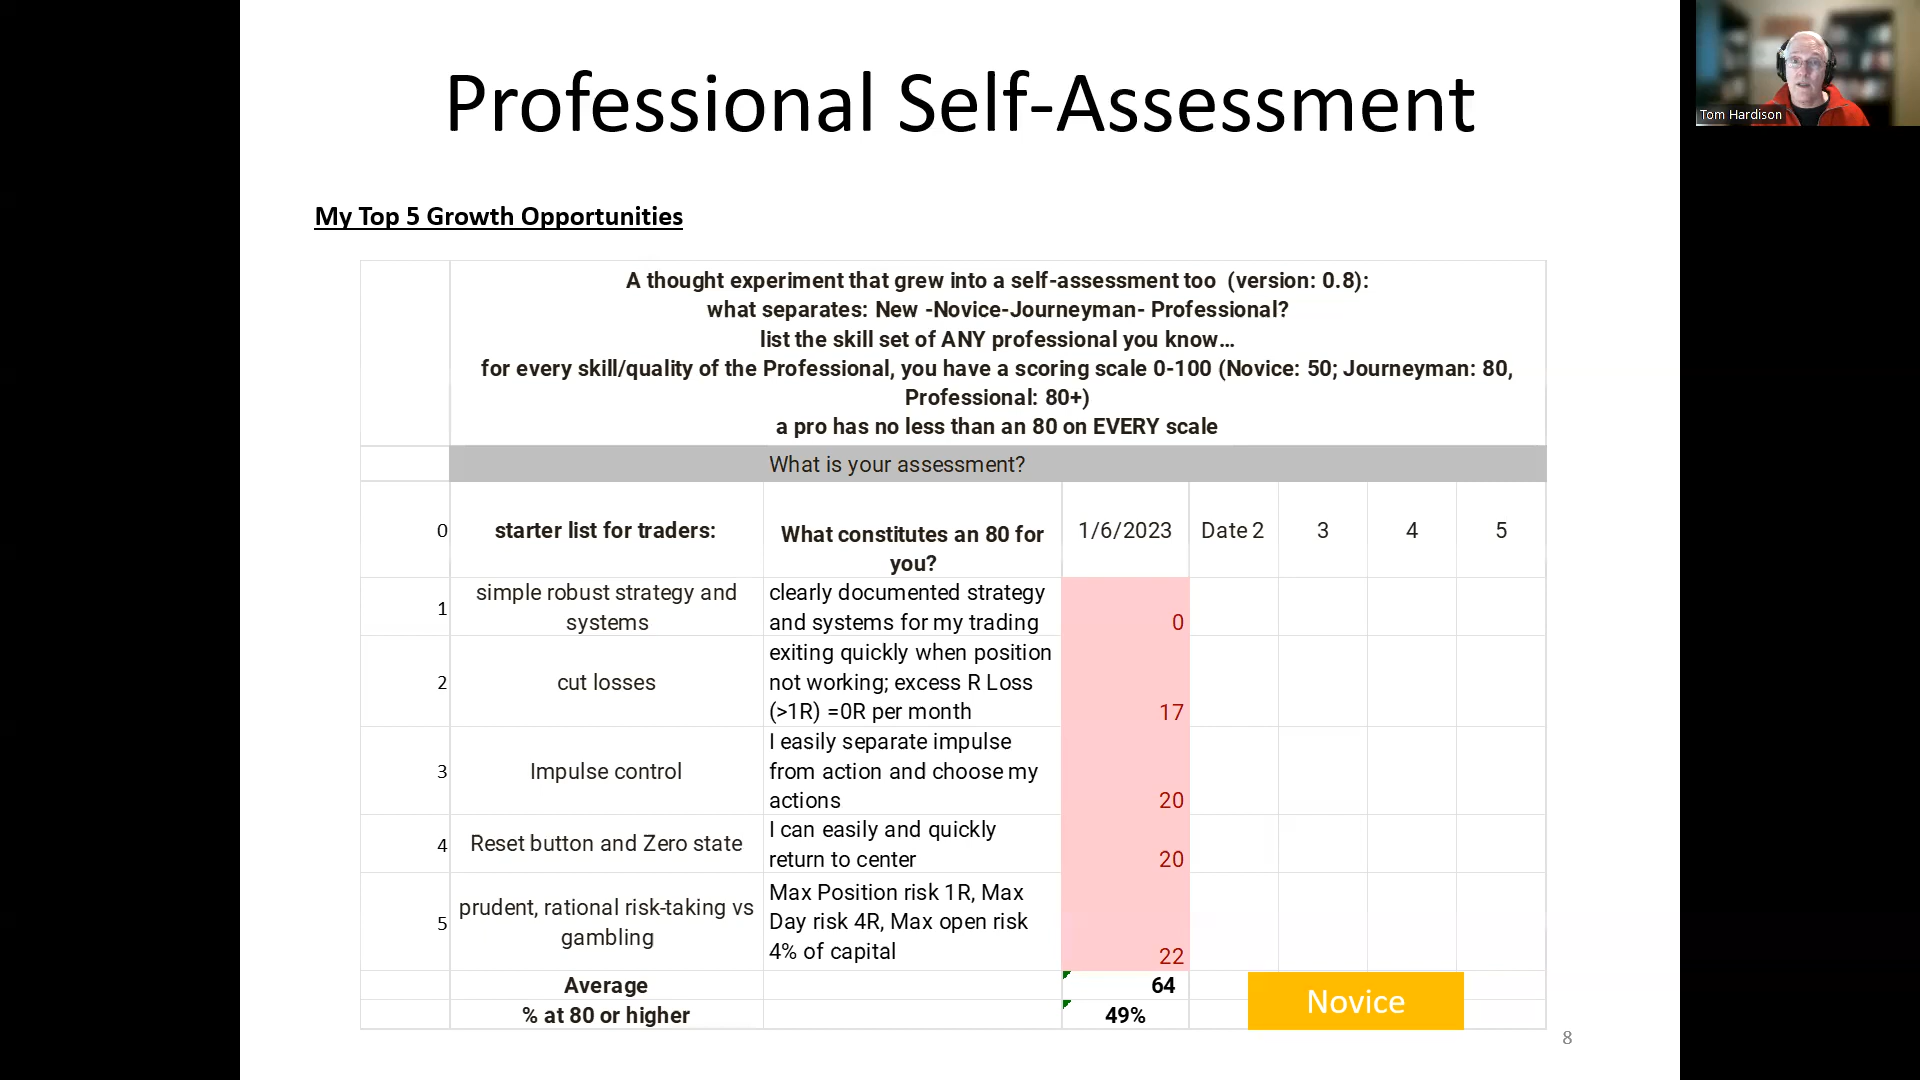 Professional Self-Assessment
Tom Hardison
My Top 5 Growth Opportunities
A thought experiment that grew into a self-assessment too (version: 0.8):
what separates: New -Novice-Journeyman- Professional?
list the skill set of ANY professional you know...
for every skill/quality of the Professional, you have a scoring scale 0-100 (Novice: 50; Journeyman: 80,
Professional: 80+)
a pro has no less than an 80 on EVERY scale
What is your assessment?
0 starter list for traders: What constitutes an 80 for you? 1/6/2023 Date 2 3 4 5
1 simple robust strategy and systems clearly documented strategy and systems for my trading 0
2 cut losses exiting quickly when position not working; excess R Loss (>1R) =0R per month 17
3 Impulse control I easily separate impulse from action and choose my actions 20
4 Reset button and Zero state I can easily and quickly return to center 20
5 prudent, rational risk-taking vs gambling Max Position risk 1R, Max Day risk 4R, Max open risk 4% of capital 22
Average 64
% at 80 or higher 49%
Novice
8